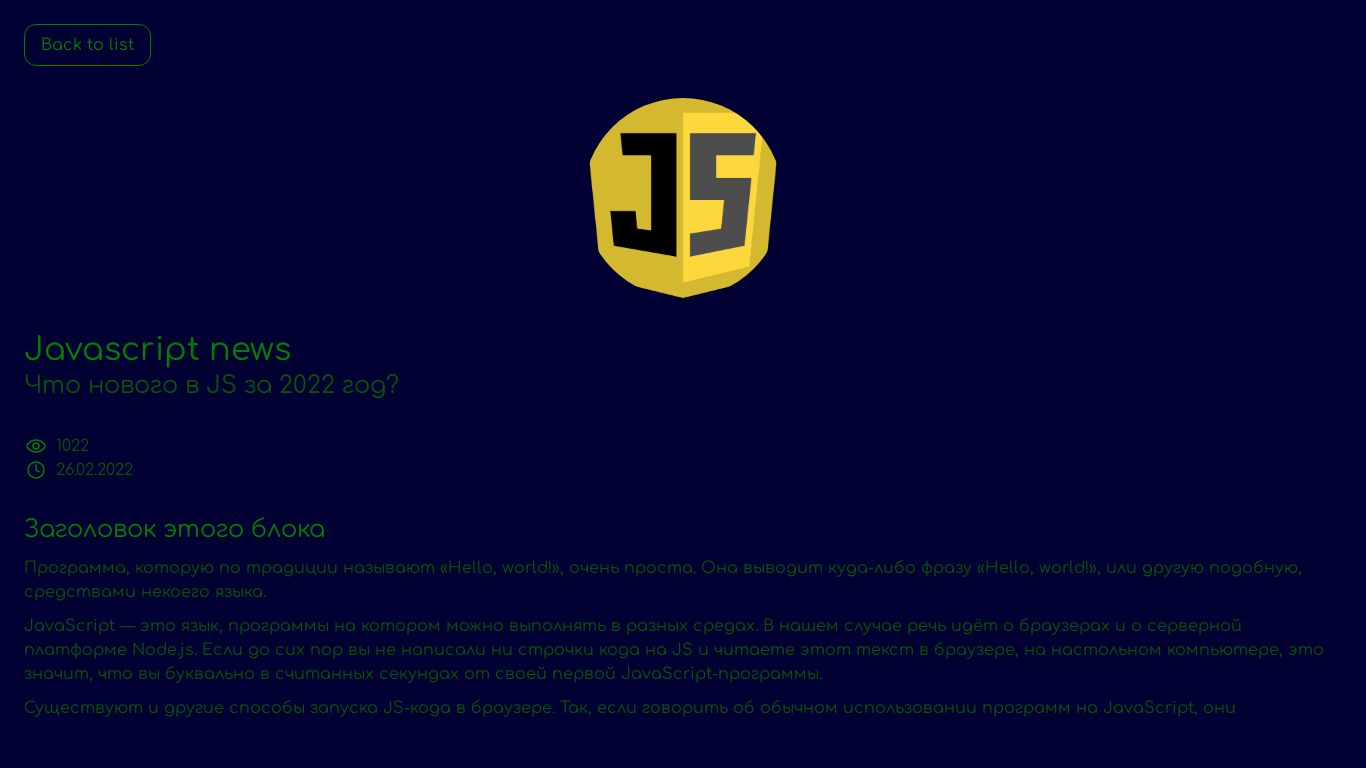 Back to list
JS
Javascript news
Что нового в JS за 2022 год?
1022
26.02.2022
Заголовок этого блока
Программа, которую по традиции называют «Hello, world!», очень проста. Она выводит куда-либо фразу «Hello, world!», или другую подобную,
средствами некоего языка.
JavaScript — это язык, программы на котором можно выполнять в разных средах. В нашем случае речь идёт о браузерах и о серверной
платформе Node.js. Если до сих пор вы не написали ни строчки кода на JS и читаете этот текст в браузере, на настольном компьютере, это
значит, что вы буквально в считанных секундах от своей первой JavaScript-программы.
Существуют и другие способы запуска JS-кода в браузере. Так, если говорить об обычном использовании программ на JavaScript, они